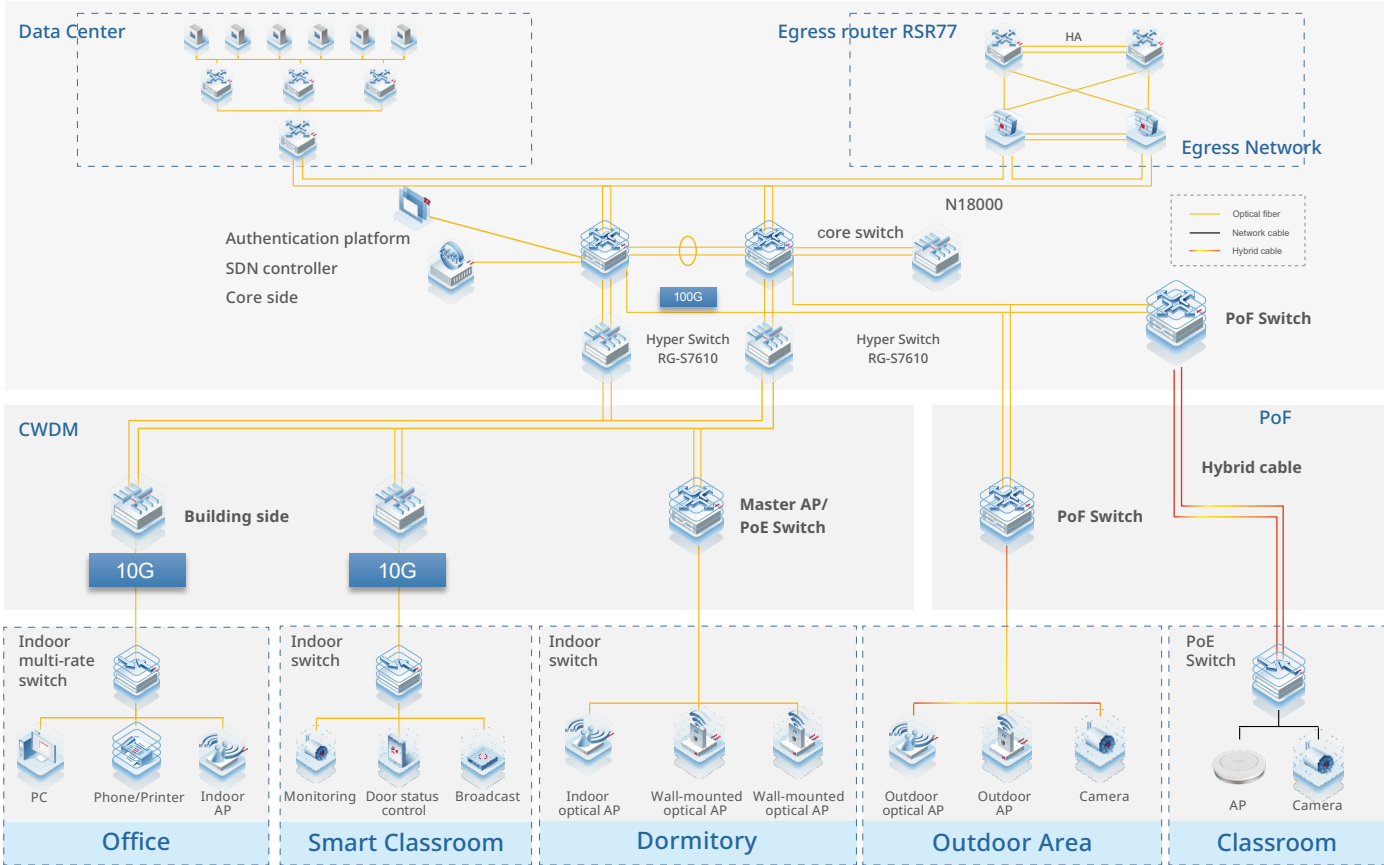 Data Center
Egress router RSR77
HA
Egress Network
N18000
Optical fiber
Network cable
Hybrid cable
Authentication platform
SDN controller
Core side
core switch
100G
PoF Switch
Hyper Switch
RG-S7610
Hyper Switch
RG-S7610
CWDM
PoF
Hybrid cable
Building side
Master AP/
PoE Switch
PoF Switch
10G
10G
Indoor
multi-rate
switch
Indoor
switch
Indoor
switch
PoE
Switch
PC
Phone/Printer
Indoor
AP
Monitoring
Door status
control
Broadcast
Indoor
optical AP
Wall-mounted
optical AP
Wall-mounted
optical AP
Outdoor
optical AP
Outdoor
AP
Camera
AP
Camera
Office
Smart Classroom
Dormitory
Outdoor Area
Classroom